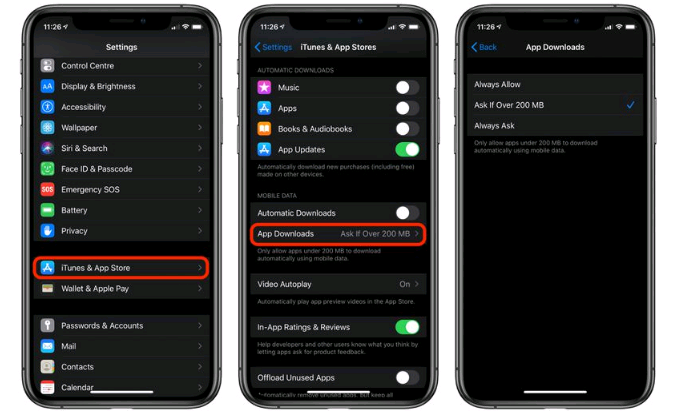 11:26
Settings
Control Centre
Display & Brightness
Accessibility
Wallpaper
Siri & Search
Face ID & Passcode
SOS Emergency SOS
Battery
Privacy
iTunes & App Store
Wallet & Apple Pay
Passwords & Accounts
Mail
Contacts
Calendar
11:26
Settings iTunes & App Stores
AUTOMATIC DOWNLOADS
Music
Apps
Books & Audiobooks
App Updates
Automatically download new purchases (including free)
made on other devices.
MOBILE DATA
Automatic Downloads
App Downloads Ask If Over 200 MB
Only allow apps under 200 MB to download
automatically using mobile data.
Video Autoplay On
Automatically play app preview videos in the App Store.
In-App Ratings & Reviews
Help developers and other users know what you think by
letting apps ask for product feedback.
Offload Unused Apps
Automatically remove unused apps, but keep all
11:26
Back App Downloads
Always Allow
Ask If Over 200 MB
Always Ask
Only allow apps under 200 MB to download
automatically using mobile data.